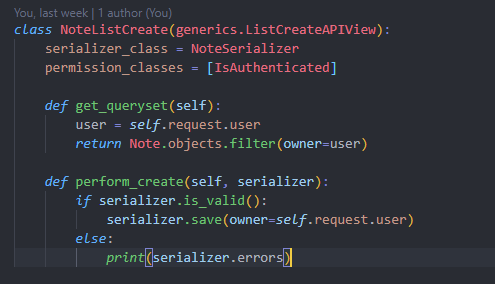 You, last week | 1 author (You)
class NoteListCreate(generics.ListCreateAPIView):
    serializer_class = NoteSerializer
    permission_classes = [IsAuthenticated]

    def get_queryset(self):
        user = self.request.user
        return Note.objects.filter(owner=user)

    def perform_create(self, serializer):
        if serializer.is_valid():
            serializer.save(owner=self.request.user)
        else:
            print(serializer.errors)